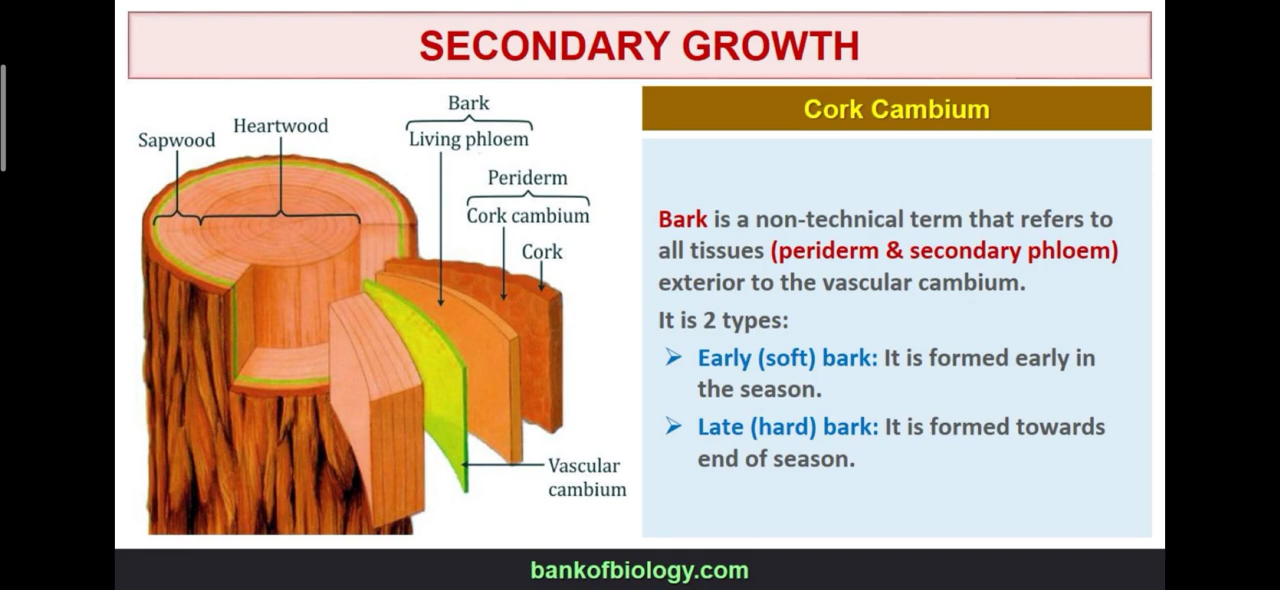 SECONDARY GROWTH
Bark
Living phloem
Heartwood
Sapwood
Periderm
Cork cambium
Cork
Vascular
cambium
Cork Cambium
Bark is a non-technical term that refers to
all tissues (periderm & secondary phloem)
exterior to the vascular cambium.
It is 2 types:
Early (soft) bark: It is formed early in
the season.
Late (hard) bark: It is formed towards
end of season.
bankofbiology.com